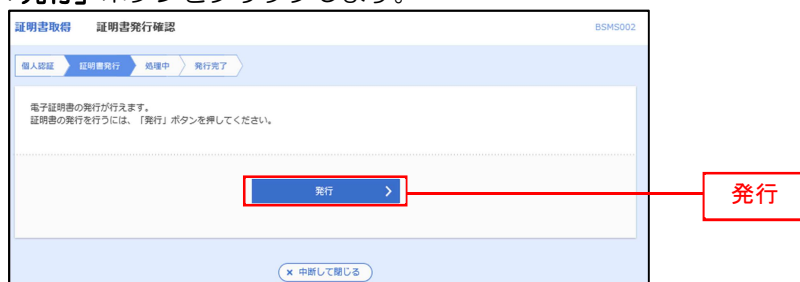 「発行」ボタンをクリックします。
証明書取得 証明書発行確認 BSMS002
個人認証 証明書発行 処理中 発行完了
電子証明書の発行が行えます。
証明書の発行を行うには、「発行」ボタンを押してください。
発行
発行
× 中断して閉じる